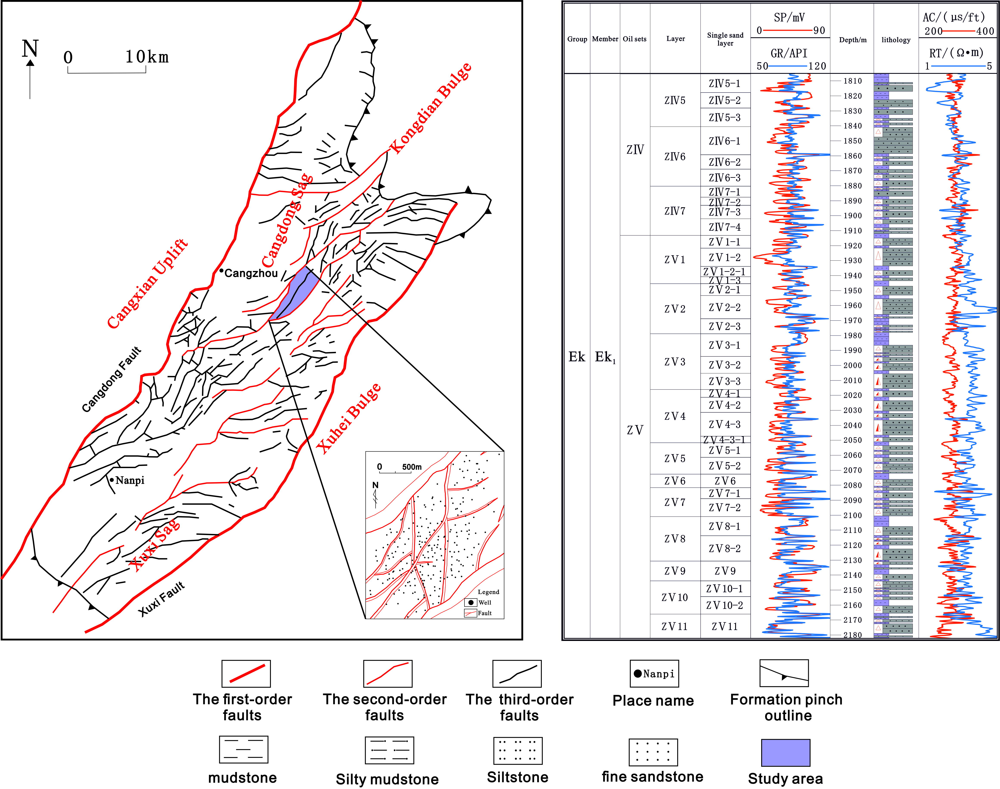 N
0 10km
Kongdian Bulge
Cangdong Sag
Cangxian Uplift
Cangzhou
Cangdong Fault
Xuhei Bulge
Nanpi
Xuxi Sag
Xuxi Fault
0 500m
N
Legend
Well
Fault
Group Member Oil sets Layer Single sand layer SP/mV 0 90 GR/API 50 120 Depth/m lithology AC/(μs/ft) 200 400 RT/(Ω•m) 1 5
Ek
Ek₁
ZⅣ
ZⅤ
ZⅣ5
ZⅣ6
ZⅣ7
ZⅤ1
ZⅤ2
ZⅤ3
ZⅤ4
ZⅤ5
ZⅤ6
ZⅤ7
ZⅤ8
ZⅤ9
ZⅤ10
ZⅤ11
ZⅣ5-1
ZⅣ5-2
ZⅣ5-3
ZⅣ6-1
ZⅣ6-2
ZⅣ6-3
ZⅣ7-1
ZⅣ7-2
ZⅣ7-3
ZⅣ7-4
ZⅤ1-1
ZⅤ1-2
ZⅤ1-2-1
ZⅤ1-3
ZⅤ2-1
ZⅤ2-2
ZⅤ2-3
ZⅤ3-1
ZⅤ3-2
ZⅤ3-3
ZⅤ4-1
ZⅤ4-2
ZⅤ4-3
ZⅤ4-3-1
ZⅤ5-1
ZⅤ5-2
ZⅤ6
ZⅤ7-1
ZⅤ7-2
ZⅤ8-1
ZⅤ8-2
ZⅤ9
ZⅤ10-1
ZⅤ10-2
ZⅤ11
1810
1820
1830
1840
1850
1860
1870
1880
1890
1900
1910
1920
1930
1940
1950
1960
1970
1980
1990
2000
2010
2020
2030
2040
2050
2060
2070
2080
2090
2100
2110
2120
2130
2140
2150
2160
2170
2180
The first-order
faults
The second-order
faults
The third-order
faults
Nanpi
Place name
Formation pinch
outline
mudstone
Silty mudstone
Siltstone
fine sandstone
Study area